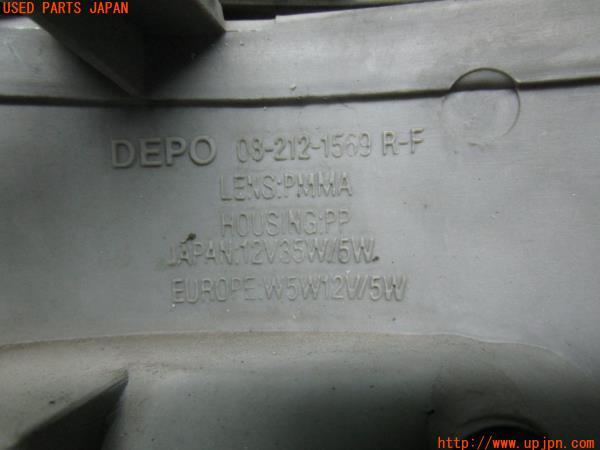 USED PARTS JAPAN
DEPO 08-212-1569 R-F
LENS:PMMA
HOUSING:PP
JAPAN:12V35W/5W
EUROPE:W5W12V/5W
http://www.upjpn.com